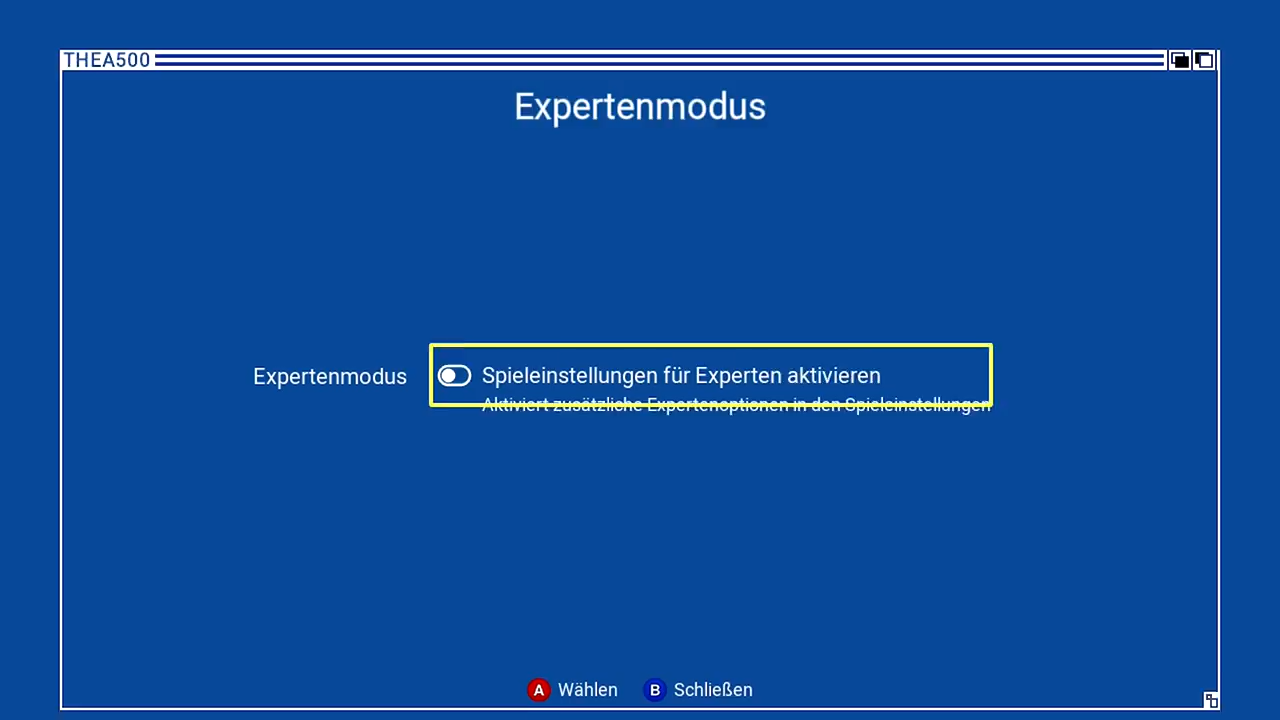 THEA500
Expertenmodus
Expertenmodus Spieleinstellungen für Experten aktivieren
Aktiviert zusätzliche Expertenoptionen in den Spieleinstellungen
A Wählen B Schließen